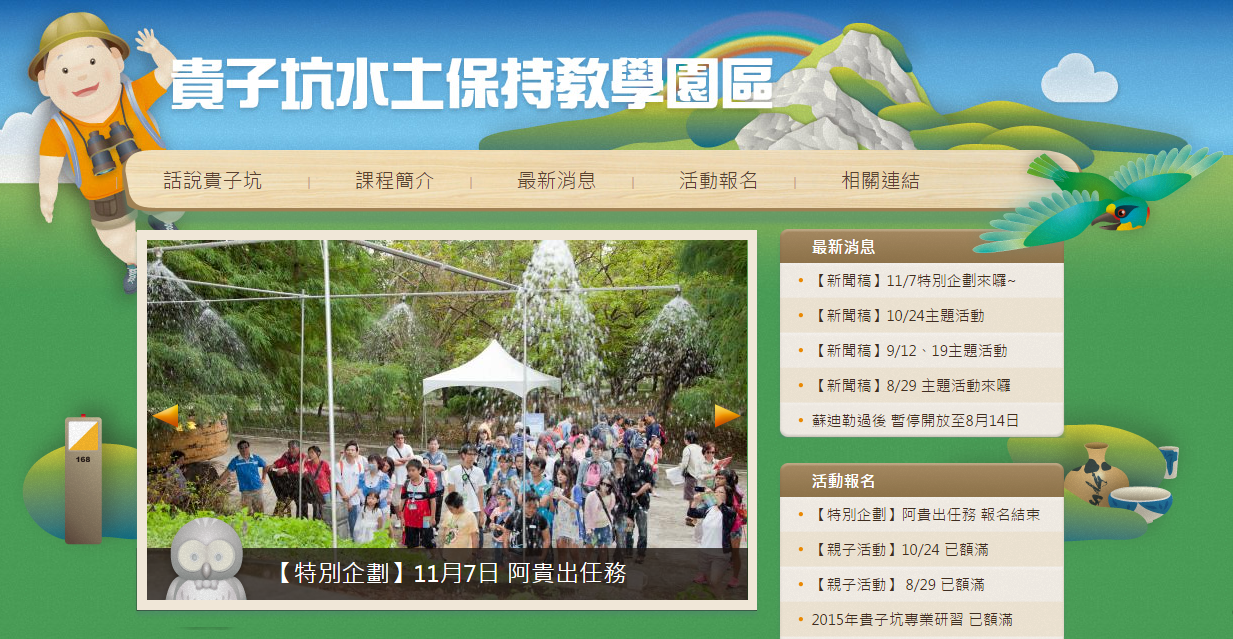 貴子坑水土保持教學園區
話說貴子坑 | 課程簡介 | 最新消息 | 活動報名 | 相關連結
【特別企劃】11月7日 阿貴出任務
168
最新消息
【新聞稿】11/7特別企劃來囉~
【新聞稿】10/24主題活動
【新聞稿】9/12、19主題活動
【新聞稿】8/29 主題活動來囉
蘇迪勒過後 暫停開放至8月14日
活動報名
【特別企劃】阿貴出任務 報名結束
【親子活動】10/24 已額滿
【親子活動】 8/29 已額滿
2015年貴子坑專業研習 已額滿